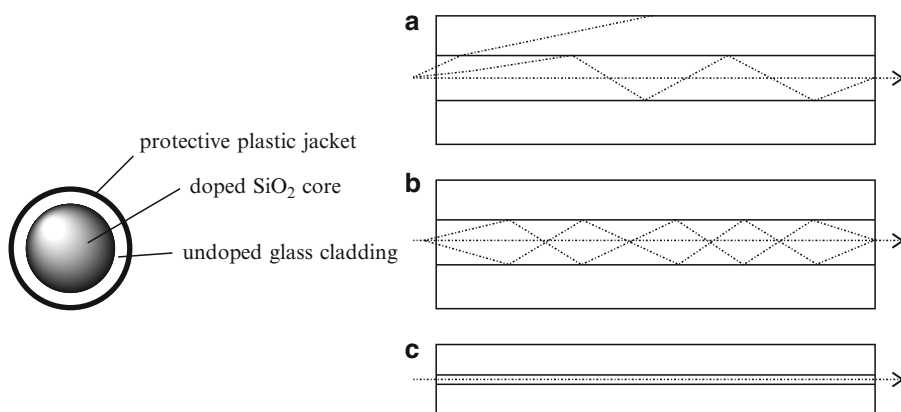 protective plastic jacket
doped SiO₂ core
undoped glass cladding
a
b
c